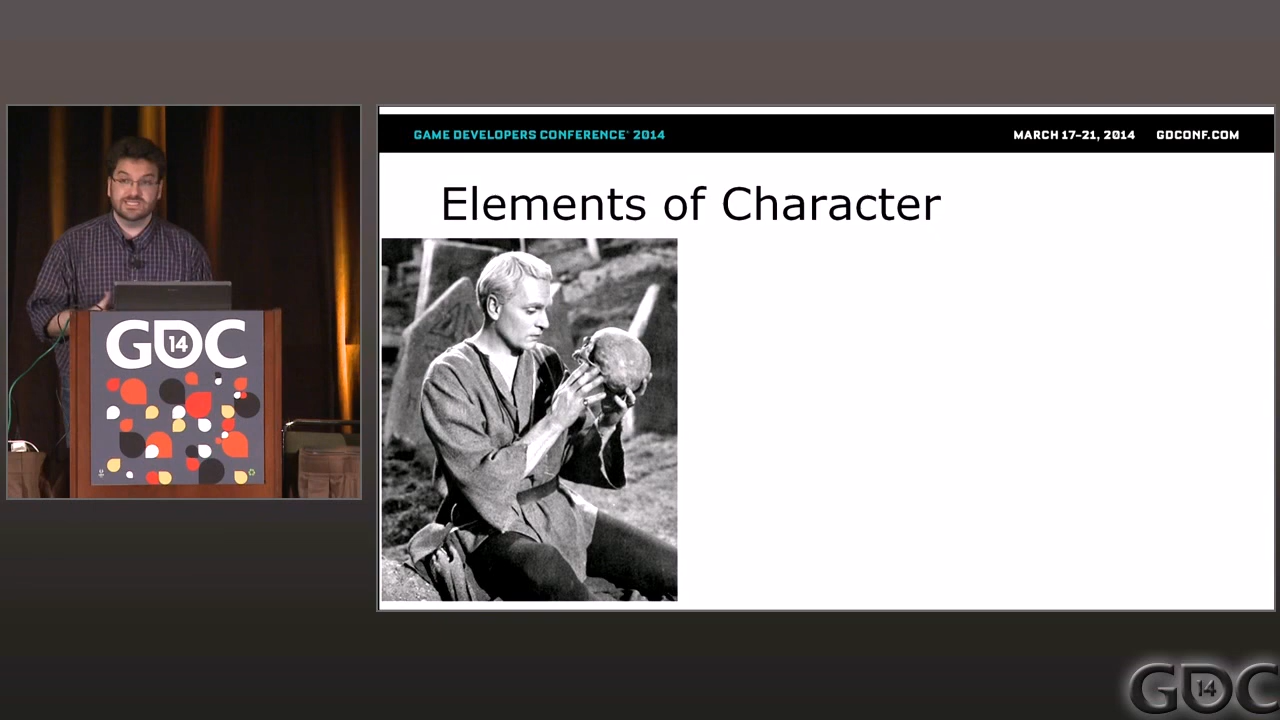 GAME DEVELOPERS CONFERENCE® 2014
MARCH 17-21, 2014 GDCONF.COM
Elements of Character
GDC
14
GDC
14